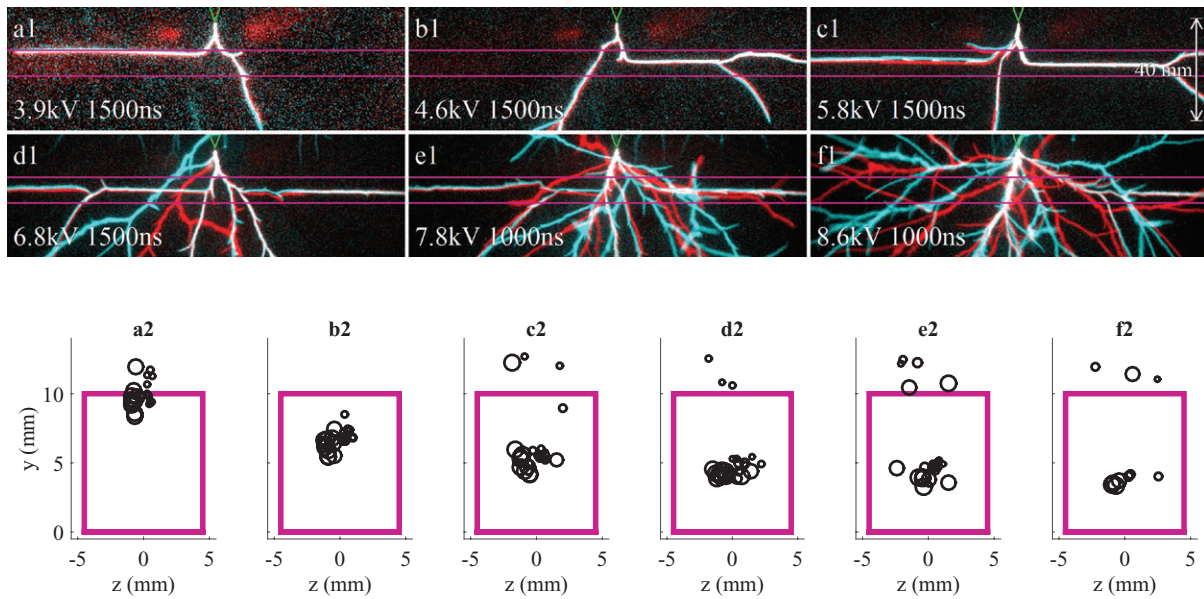 a1
b1
c1
40 mm
3.9kV 1500ns
4.6kV 1500ns
5.8kV 1500ns
d1
e1
f1
6.8kV 1500ns
7.8kV 1000ns
8.6kV 1000ns
a2
b2
c2
d2
e2
f2
10
5
0
y (mm)
-5 0 5
-5 0 5
-5 0 5
-5 0 5
-5 0 5
-5 0 5
z (mm)
z (mm)
z (mm)
z (mm)
z (mm)
z (mm)